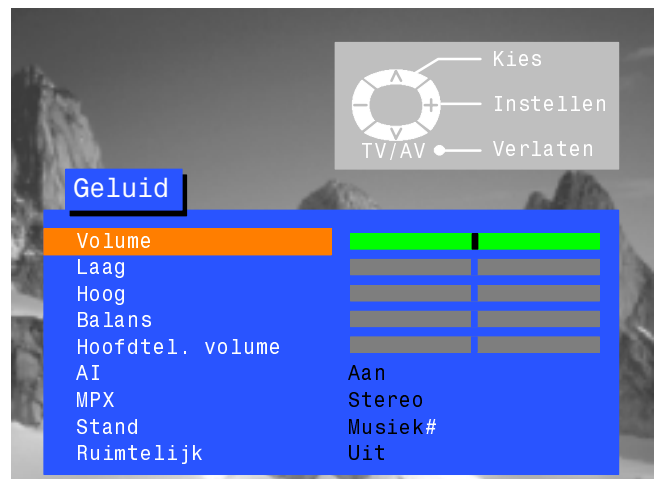 Kies
Instellen
TV/AV Verlaten
Geluid
Volume
Laag
Hoog
Balans
Hoofdtel. volume
AI Aan
MPX Stereo
Stand Musiek#
Ruimtelijk Uit